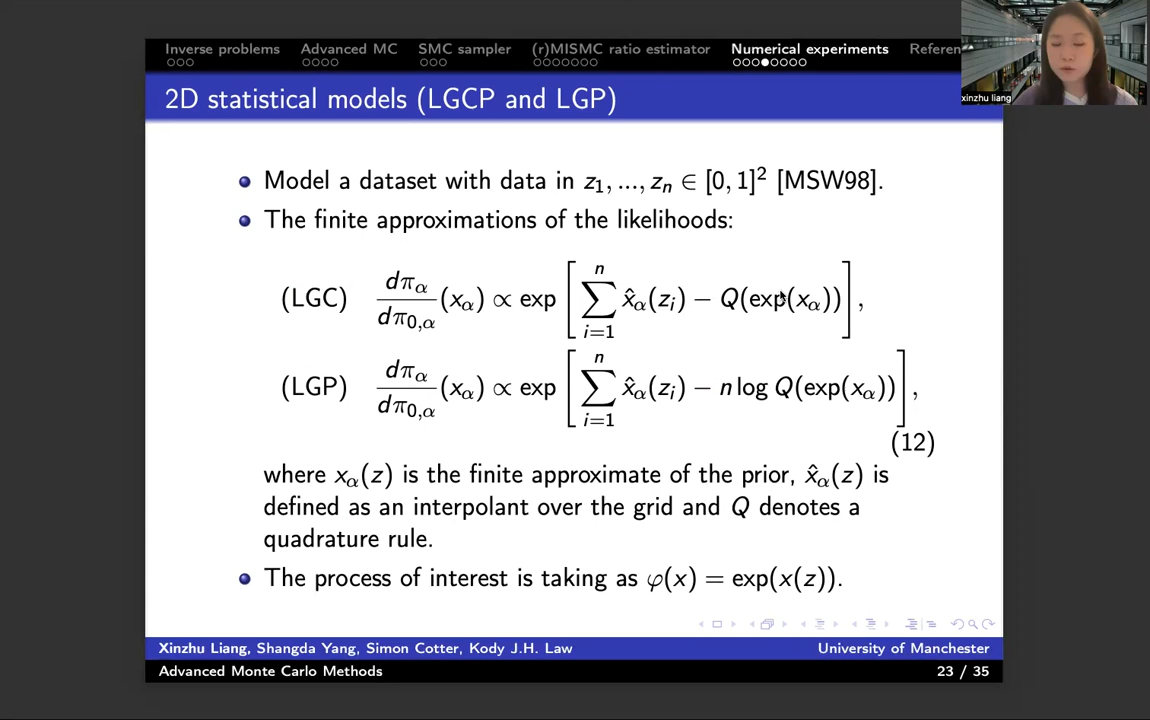 Inverse problems Advanced MC SMC sampler (r)MISMC ratio estimator Numerical experiments Referen
xinzhu liang
2D statistical models (LGCP and LGP)
Model a dataset with data in z₁, ..., zₙ ∈ [0, 1]² [MSW98].
The finite approximations of the likelihoods:
(LGC) dπ_α/dπ_{0,α} (x_α) ∝ exp [ ∑_{i=1}^{n} x̂_α(z_i) − Q(exp(x_α)) ],
(LGP) dπ_α/dπ_{0,α} (x_α) ∝ exp [ ∑_{i=1}^{n} x̂_α(z_i) − n log Q(exp(x_α)) ],
(12)
where x_α(z) is the finite approximate of the prior, x̂_α(z) is
defined as an interpolant over the grid and Q denotes a
quadrature rule.
The process of interest is taking as φ(x) = exp(x(z)).
Xinzhu Liang, Shangda Yang, Simon Cotter, Kody J.H. Law University of Manchester
Advanced Monte Carlo Methods 23 / 35